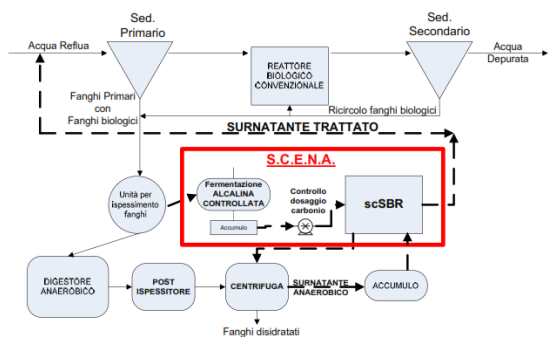 Sed.
Primario
Sed.
Secondario
Acqua Reflua
Acqua
Depurata
REATTORE
BIOLOGICO
CONVENZIONALE
Fanghi Primari
con
Fanghi biologici
Ricircolo fanghi biologici
SURNATANTE TRATTATO
S.C.E.N.A.
Unità per
ispessimento
fanghi
Fermentazione
ALCALINA
CONTROLLATA
Accumulo
Controllo
dosaggio
carbonio
scSBR
DIGESTORE
ANAEROBICO
POST
ISPESSITORE
CENTRIFUGA
SURNATANTE
ANAEROBICO
ACCUMULO
Fanghi disidratati